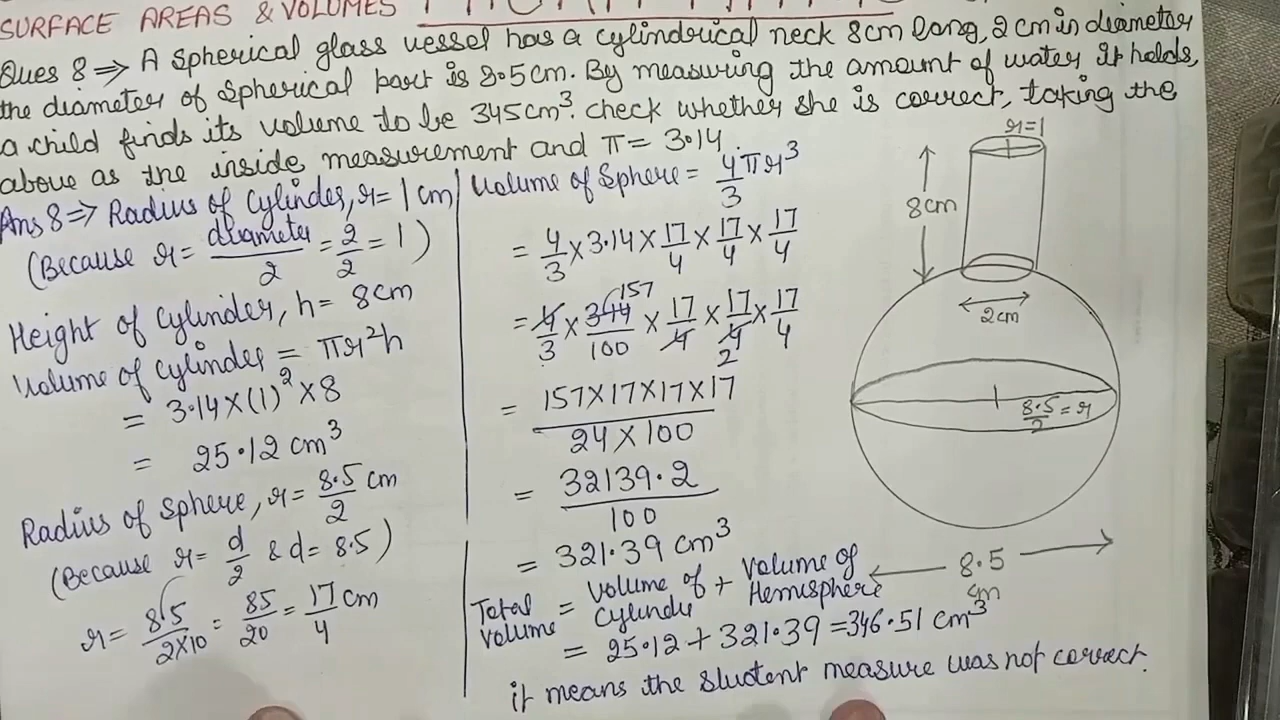 SURFACE AREAS & VOLUMES
Ques 8 ⇒ A spherical glass vessel has a cylindrical neck 8cm long, 2 cm in diameter
the diameter of spherical part is 8.5cm. By measuring the amount of water it holds,
a child finds its volume to be 345cm³. check whether she is correct, taking the
above as the inside measurement and π = 3.14
Ans 8 ⇒ Radius of Cylinder, r = 1 cm
(Because r = diameter/2 = 2/2 = 1)
Height of cylinder, h = 8cm
Volume of cylinder = πr²h
= 3.14 × (1)² × 8
= 25.12 cm³
Radius of Sphere, r = 8.5/2 cm
(Because r = d/2 & d = 8.5)
r = 8.5/2×10 = 85/20 = 17/4 cm
Volume of Sphere = 4/3 πr³
= 4/3 × 3.14 × 17/4 × 17/4 × 17/4
157
= 4/3 × 314/100 × 17/4 × 17/4 × 17/4
2
= 157×17×17×17/24×100
= 32139.2/100
= 321.39 cm³
Total volume = Volume of Cylinder + Volume of Hemisphere
= 25.12 + 321.39 = 346.51 cm³
it means the student measure was not correct.
r=1
8cm
2cm
8.5/2 = r
8.5
cm